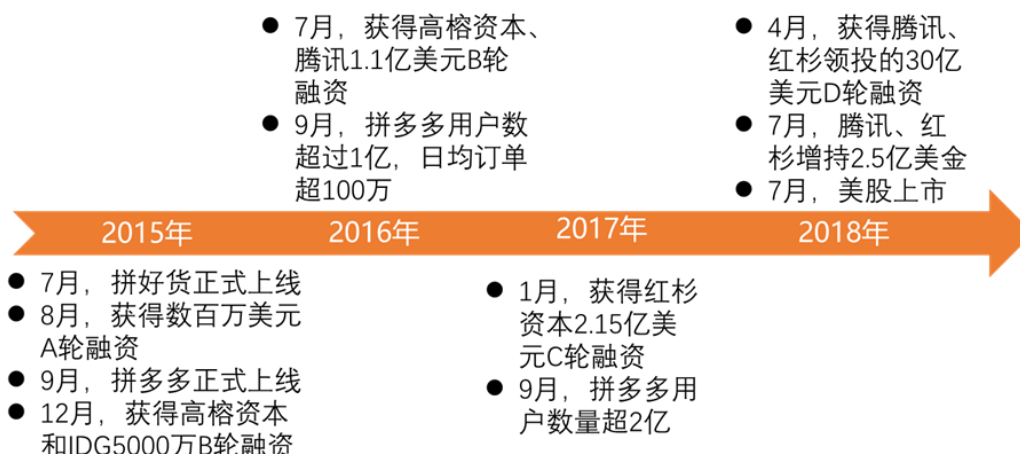 ● 7月，获得高榕资本、
腾讯1.1亿美元B轮
融资
● 9月，拼多多用户数
超过1亿，日均订单
超100万
● 4月，获得腾讯、
红杉领投的30亿
美元D轮融资
● 7月，腾讯、红
杉增持2.5亿美金
● 7月，美股上市
2015年
2016年
2017年
2018年
● 7月，拼好货正式上线
● 8月，获得数百万美元
A轮融资
● 9月，拼多多正式上线
● 12月，获得高榕资本
和IDG5000万B轮融资
● 1月，获得红杉
资本2.15亿美
元C轮融资
● 9月，拼多多用
户数量超2亿